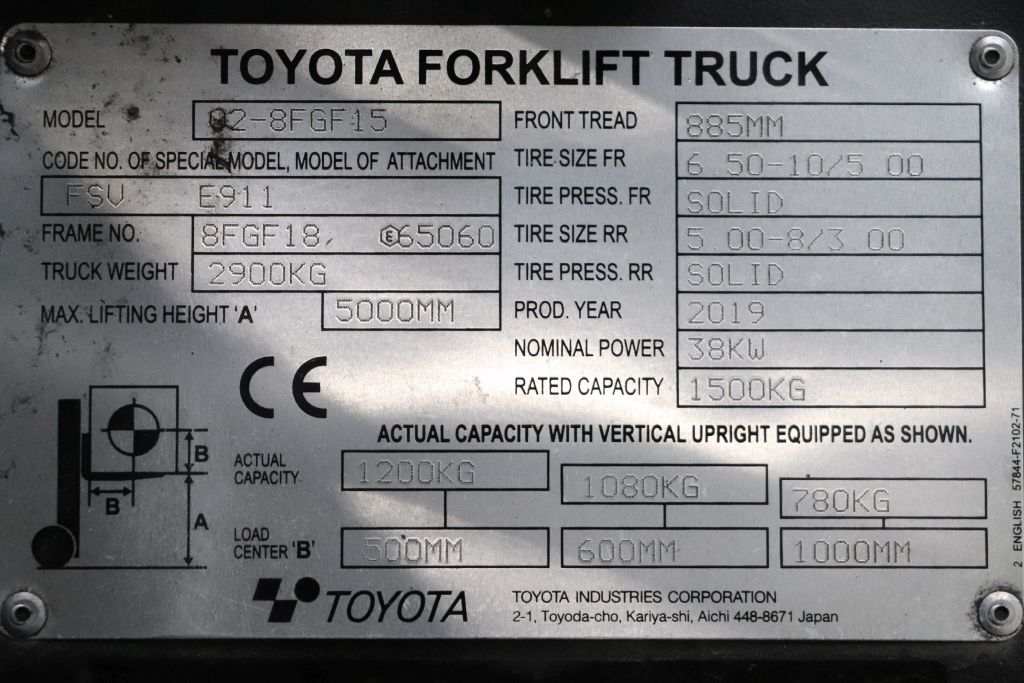 TOYOTA FORKLIFT TRUCK
MODEL 02-8FGF15
CODE NO. OF SPECIAL MODEL, MODEL OF ATTACHMENT
FSV E911
FRAME NO. 8FGF18, E65060
TRUCK WEIGHT 2900KG
MAX. LIFTING HEIGHT 'A' 5000MM
FRONT TREAD 885MM
TIRE SIZE FR 6.50-10/5 00
TIRE PRESS. FR SOLID
TIRE SIZE RR 5.00-8/3 00
TIRE PRESS. RR SOLID
PROD. YEAR 2019
NOMINAL POWER 38KW
RATED CAPACITY 1500KG
CE
ACTUAL CAPACITY WITH VERTICAL UPRIGHT EQUIPPED AS SHOWN.
B
B
A
ACTUAL
CAPACITY 1200KG 1080KG 780KG
LOAD
CENTER 'B' 500MM 600MM 1000MM
TOYOTA
TOYOTA INDUSTRIES CORPORATION
2-1, Toyoda-cho, Kariya-shi, Aichi 448-8671 Japan
2 ENGLISH 57844-F2102-71